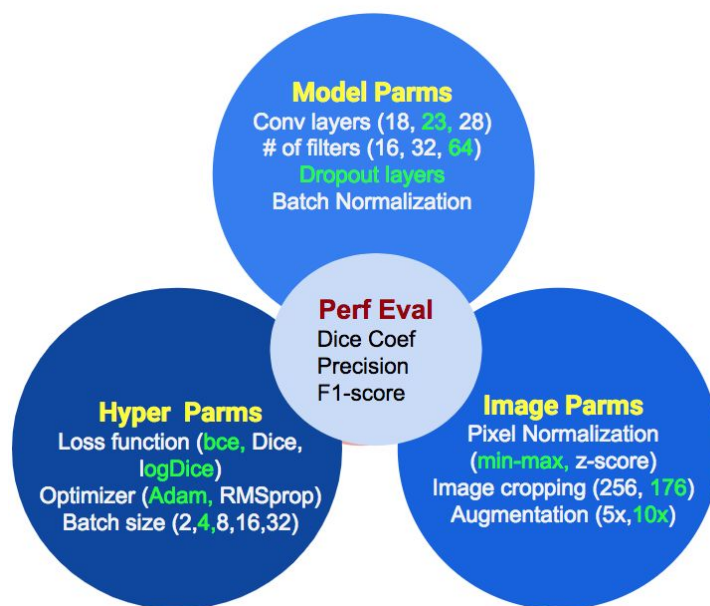 Model Parms
Conv layers (18, 23, 28)
# of filters (16, 32, 64)
Dropout layers
Batch Normalization
Perf Eval
Dice Coef
Precision
F1-score
Hyper Parms
Loss function (bce, Dice,
logDice)
Optimizer (Adam, RMSprop)
Batch size (2,4,8,16,32)
Image Parms
Pixel Normalization
(min-max, z-score)
Image cropping (256, 176)
Augmentation (5x,10x)